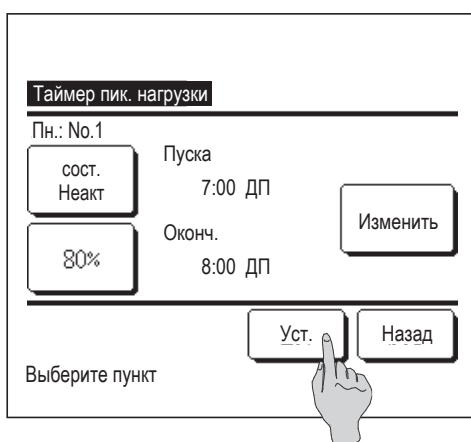 Таймер пик. нагрузки
Пн.: No.1
сост.
Неакт
Пуска
7:00 ДП
Изменить
80%
Оконч.
8:00 ДП
Уст.
Назад
Выберите пункт